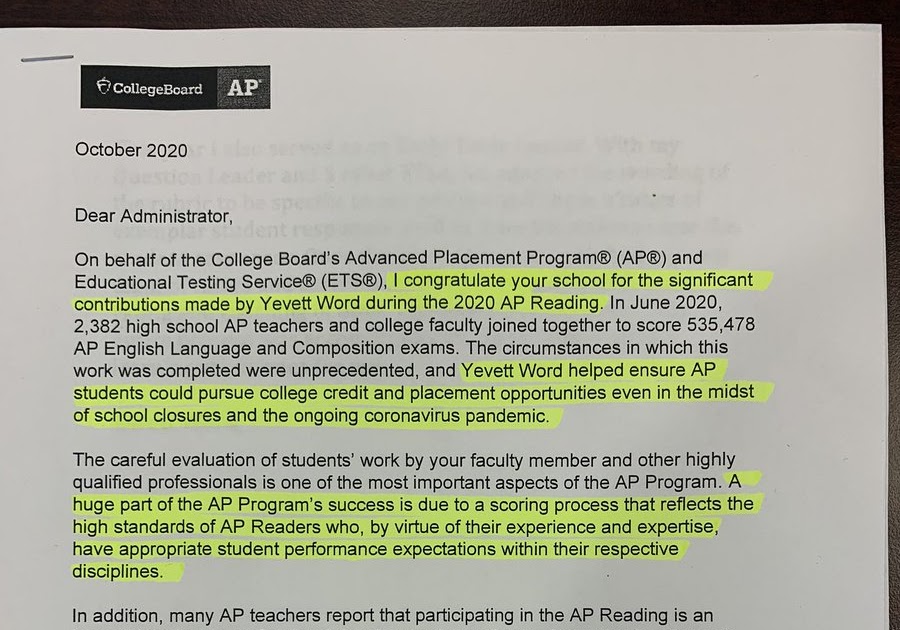 CollegeBoard AP®
October 2020
Dear Administrator,
On behalf of the College Board's Advanced Placement Program® (AP®) and
Educational Testing Service® (ETS®), I congratulate your school for the significant
contributions made by Yevett Word during the 2020 AP Reading. In June 2020,
2,382 high school AP teachers and college faculty joined together to score 535,478
AP English Language and Composition exams. The circumstances in which this
work was completed were unprecedented, and Yevett Word helped ensure AP
students could pursue college credit and placement opportunities even in the midst
of school closures and the ongoing coronavirus pandemic.
The careful evaluation of students' work by your faculty member and other highly
qualified professionals is one of the most important aspects of the AP Program. A
huge part of the AP Program's success is due to a scoring process that reflects the
high standards of AP Readers who, by virtue of their experience and expertise,
have appropriate student performance expectations within their respective
disciplines.
In addition, many AP teachers report that participating in the AP Reading is an